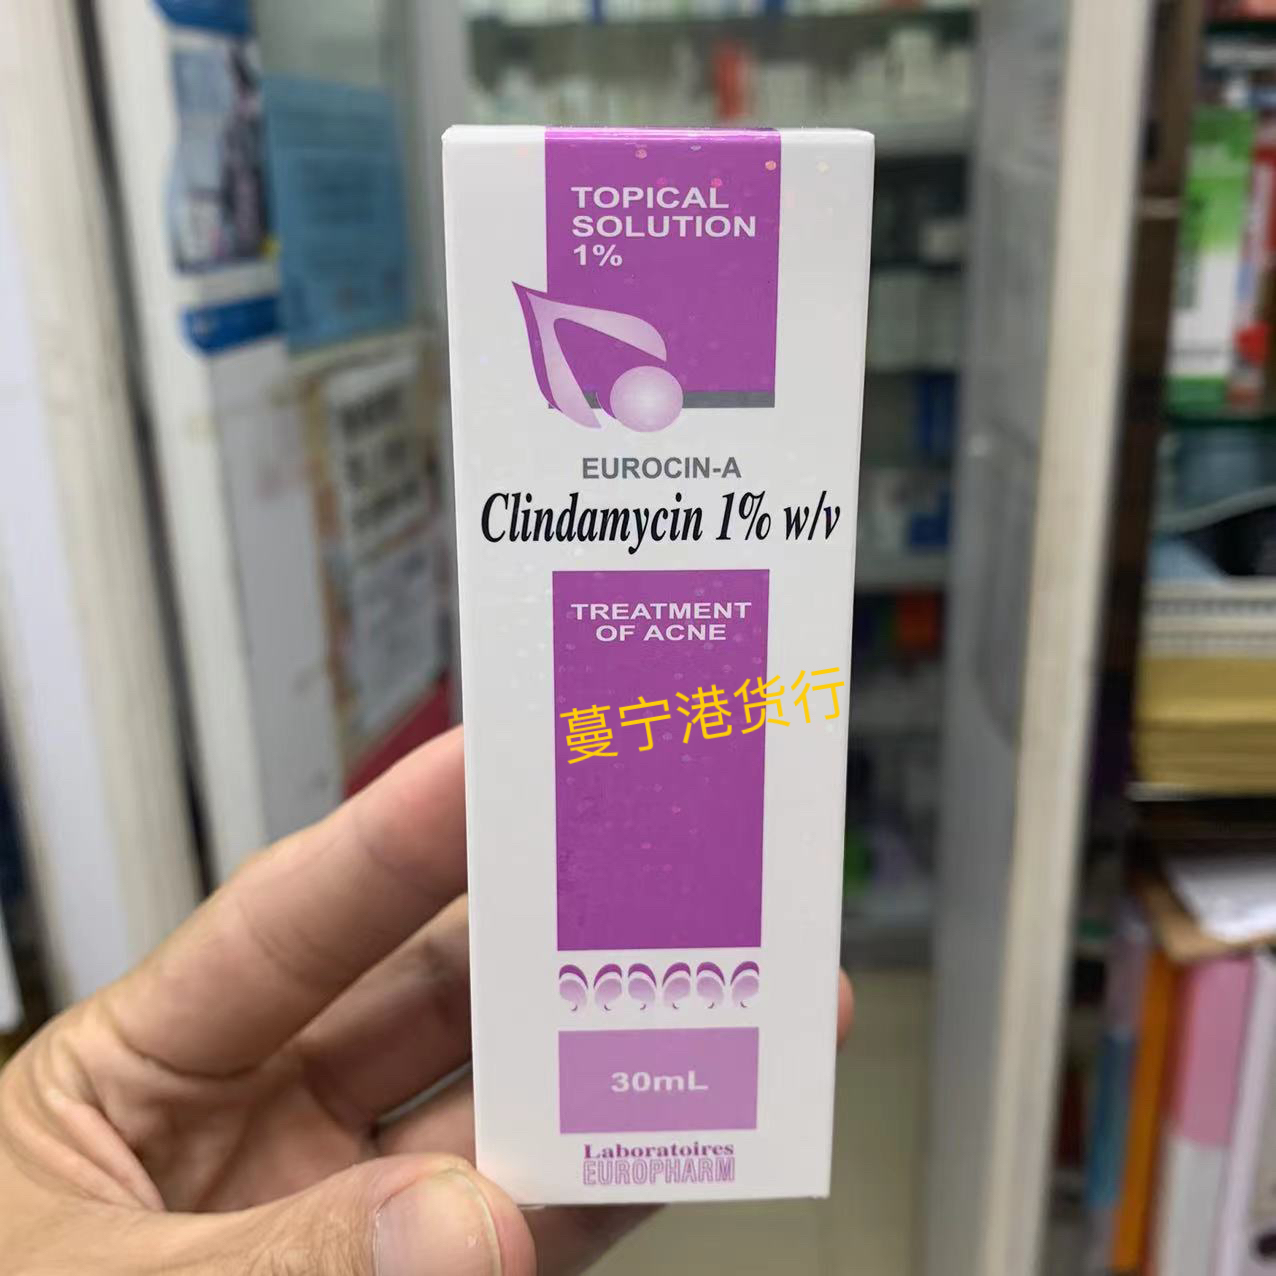 TOPICAL
SOLUTION
1%
EUROCIN-A
Clindamycin 1% w/v
TREATMENT
OF ACNE
蔓宁港货行
30mL
Laboratoires
EUROPHARM